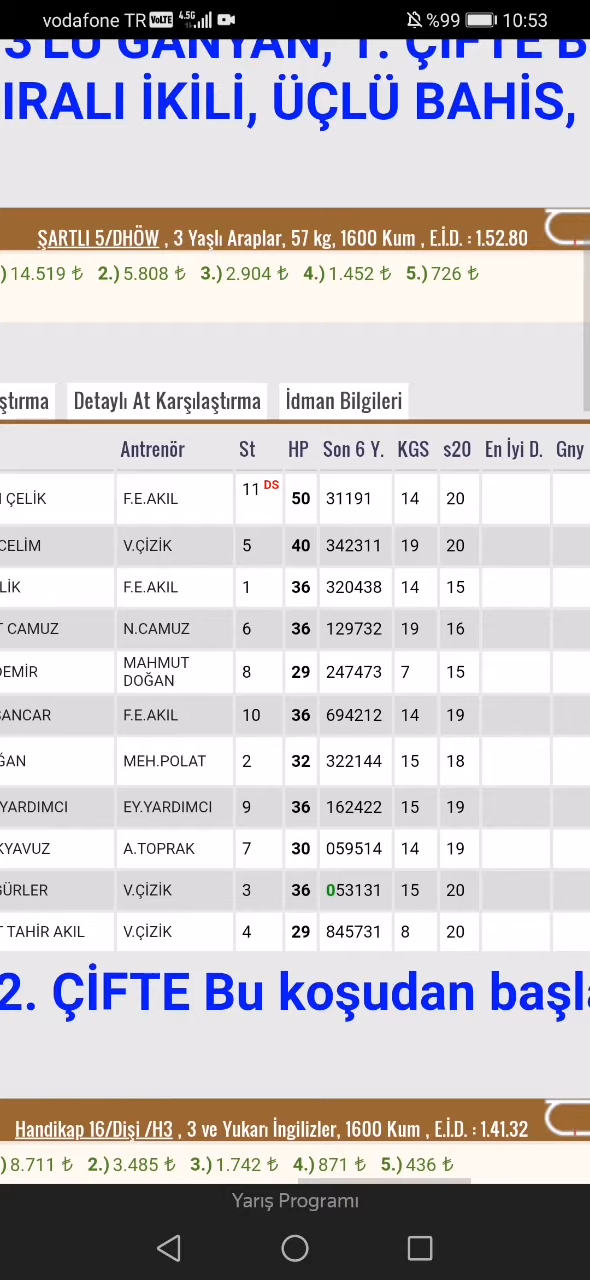 vodafone TR VoLTE 4.5G %99 10:53
3'LÜ GANYAN, 1. ÇİFTE B
IRALI İKİLİ, ÜÇLÜ BAHİS,
ŞARTLI 5/DHÖW , 3 Yaşlı Araplar, 57 kg, 1600 Kum , E.İ.D. : 1.52.80
) 14.519 ₺ 2.) 5.808 ₺ 3.) 2.904 ₺ 4.) 1.452 ₺ 5.) 726 ₺
ştırma Detaylı At Karşılaştırma İdman Bilgileri
Antrenör St HP Son 6 Y. KGS s20 En İyi D. Gny
ÇELİK F.E.AKIL 11 DS 50 31191 14 20
CELİM V.ÇİZİK 5 40 342311 19 20
LİK F.E.AKIL 1 36 320438 14 15
T CAMUZ N.CAMUZ 6 36 129732 19 16
DEMİR MAHMUT DOĞAN 8 29 247473 7 15
SANCAR F.E.AKIL 10 36 694212 14 19
ĞAN MEH.POLAT 2 32 322144 15 18
YARDIMCI EY.YARDIMCI 9 36 162422 15 19
KYAVUZ A.TOPRAK 7 30 059514 14 19
GÜRLER V.ÇİZİK 3 36 053131 15 20
T TAHİR AKIL V.ÇİZİK 4 29 845731 8 20
2. ÇİFTE Bu koşudan başla
Handikap 16/Dişi /H3 , 3 ve Yukarı İngilizler, 1600 Kum , E.İ.D. : 1.41.32
) 8.711 ₺ 2.) 3.485 ₺ 3.) 1.742 ₺ 4.) 871 ₺ 5.) 436 ₺
Yarış Programı